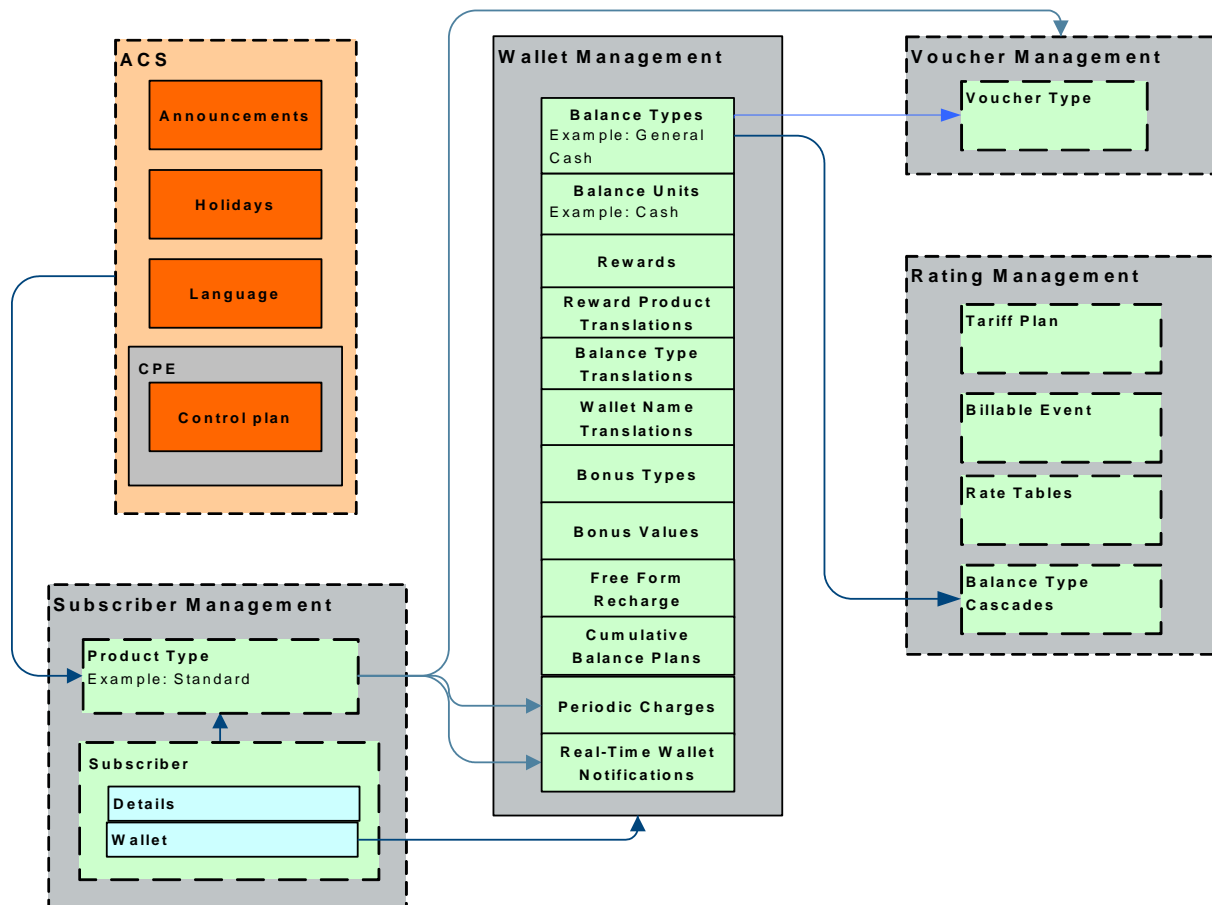 ACS
Announcements
Holidays
Language
CPE
Control plan
Subscriber Management
Product Type
Example: Standard
Subscriber
Details
Wallet
Wallet Management
Balance Types
Example: General
Cash
Balance Units
Example: Cash
Rewards
Reward Product
Translations
Balance Type
Translations
Wallet Name
Translations
Bonus Types
Bonus Values
Free Form
Recharge
Cumulative
Balance Plans
Periodic Charges
Real-Time Wallet
Notifications
Voucher Management
Voucher Type
Rating Management
Tariff Plan
Billable Event
Rate Tables
Balance Type
Cascades